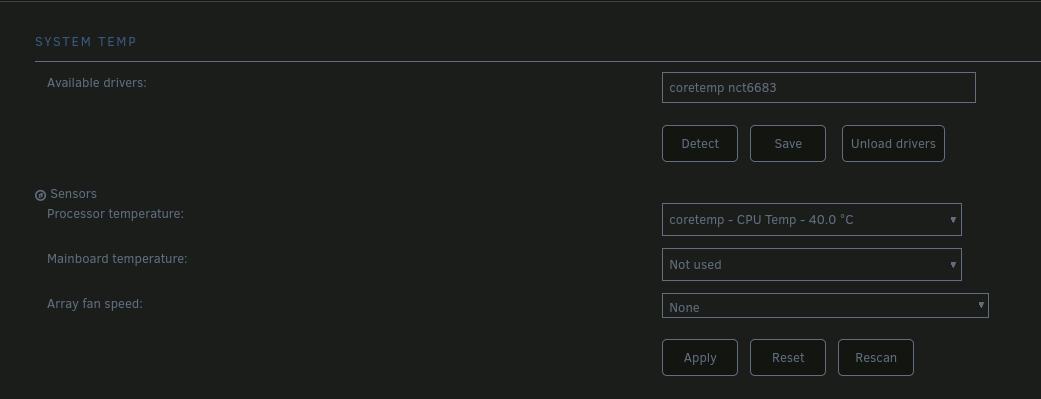 SYSTEM TEMP
Available drivers:
coretemp nct6683
Detect Save Unload drivers
Sensors
Processor temperature:
coretemp - CPU Temp - 40.0 °C
Mainboard temperature:
Not used
Array fan speed:
None
Apply Reset Rescan